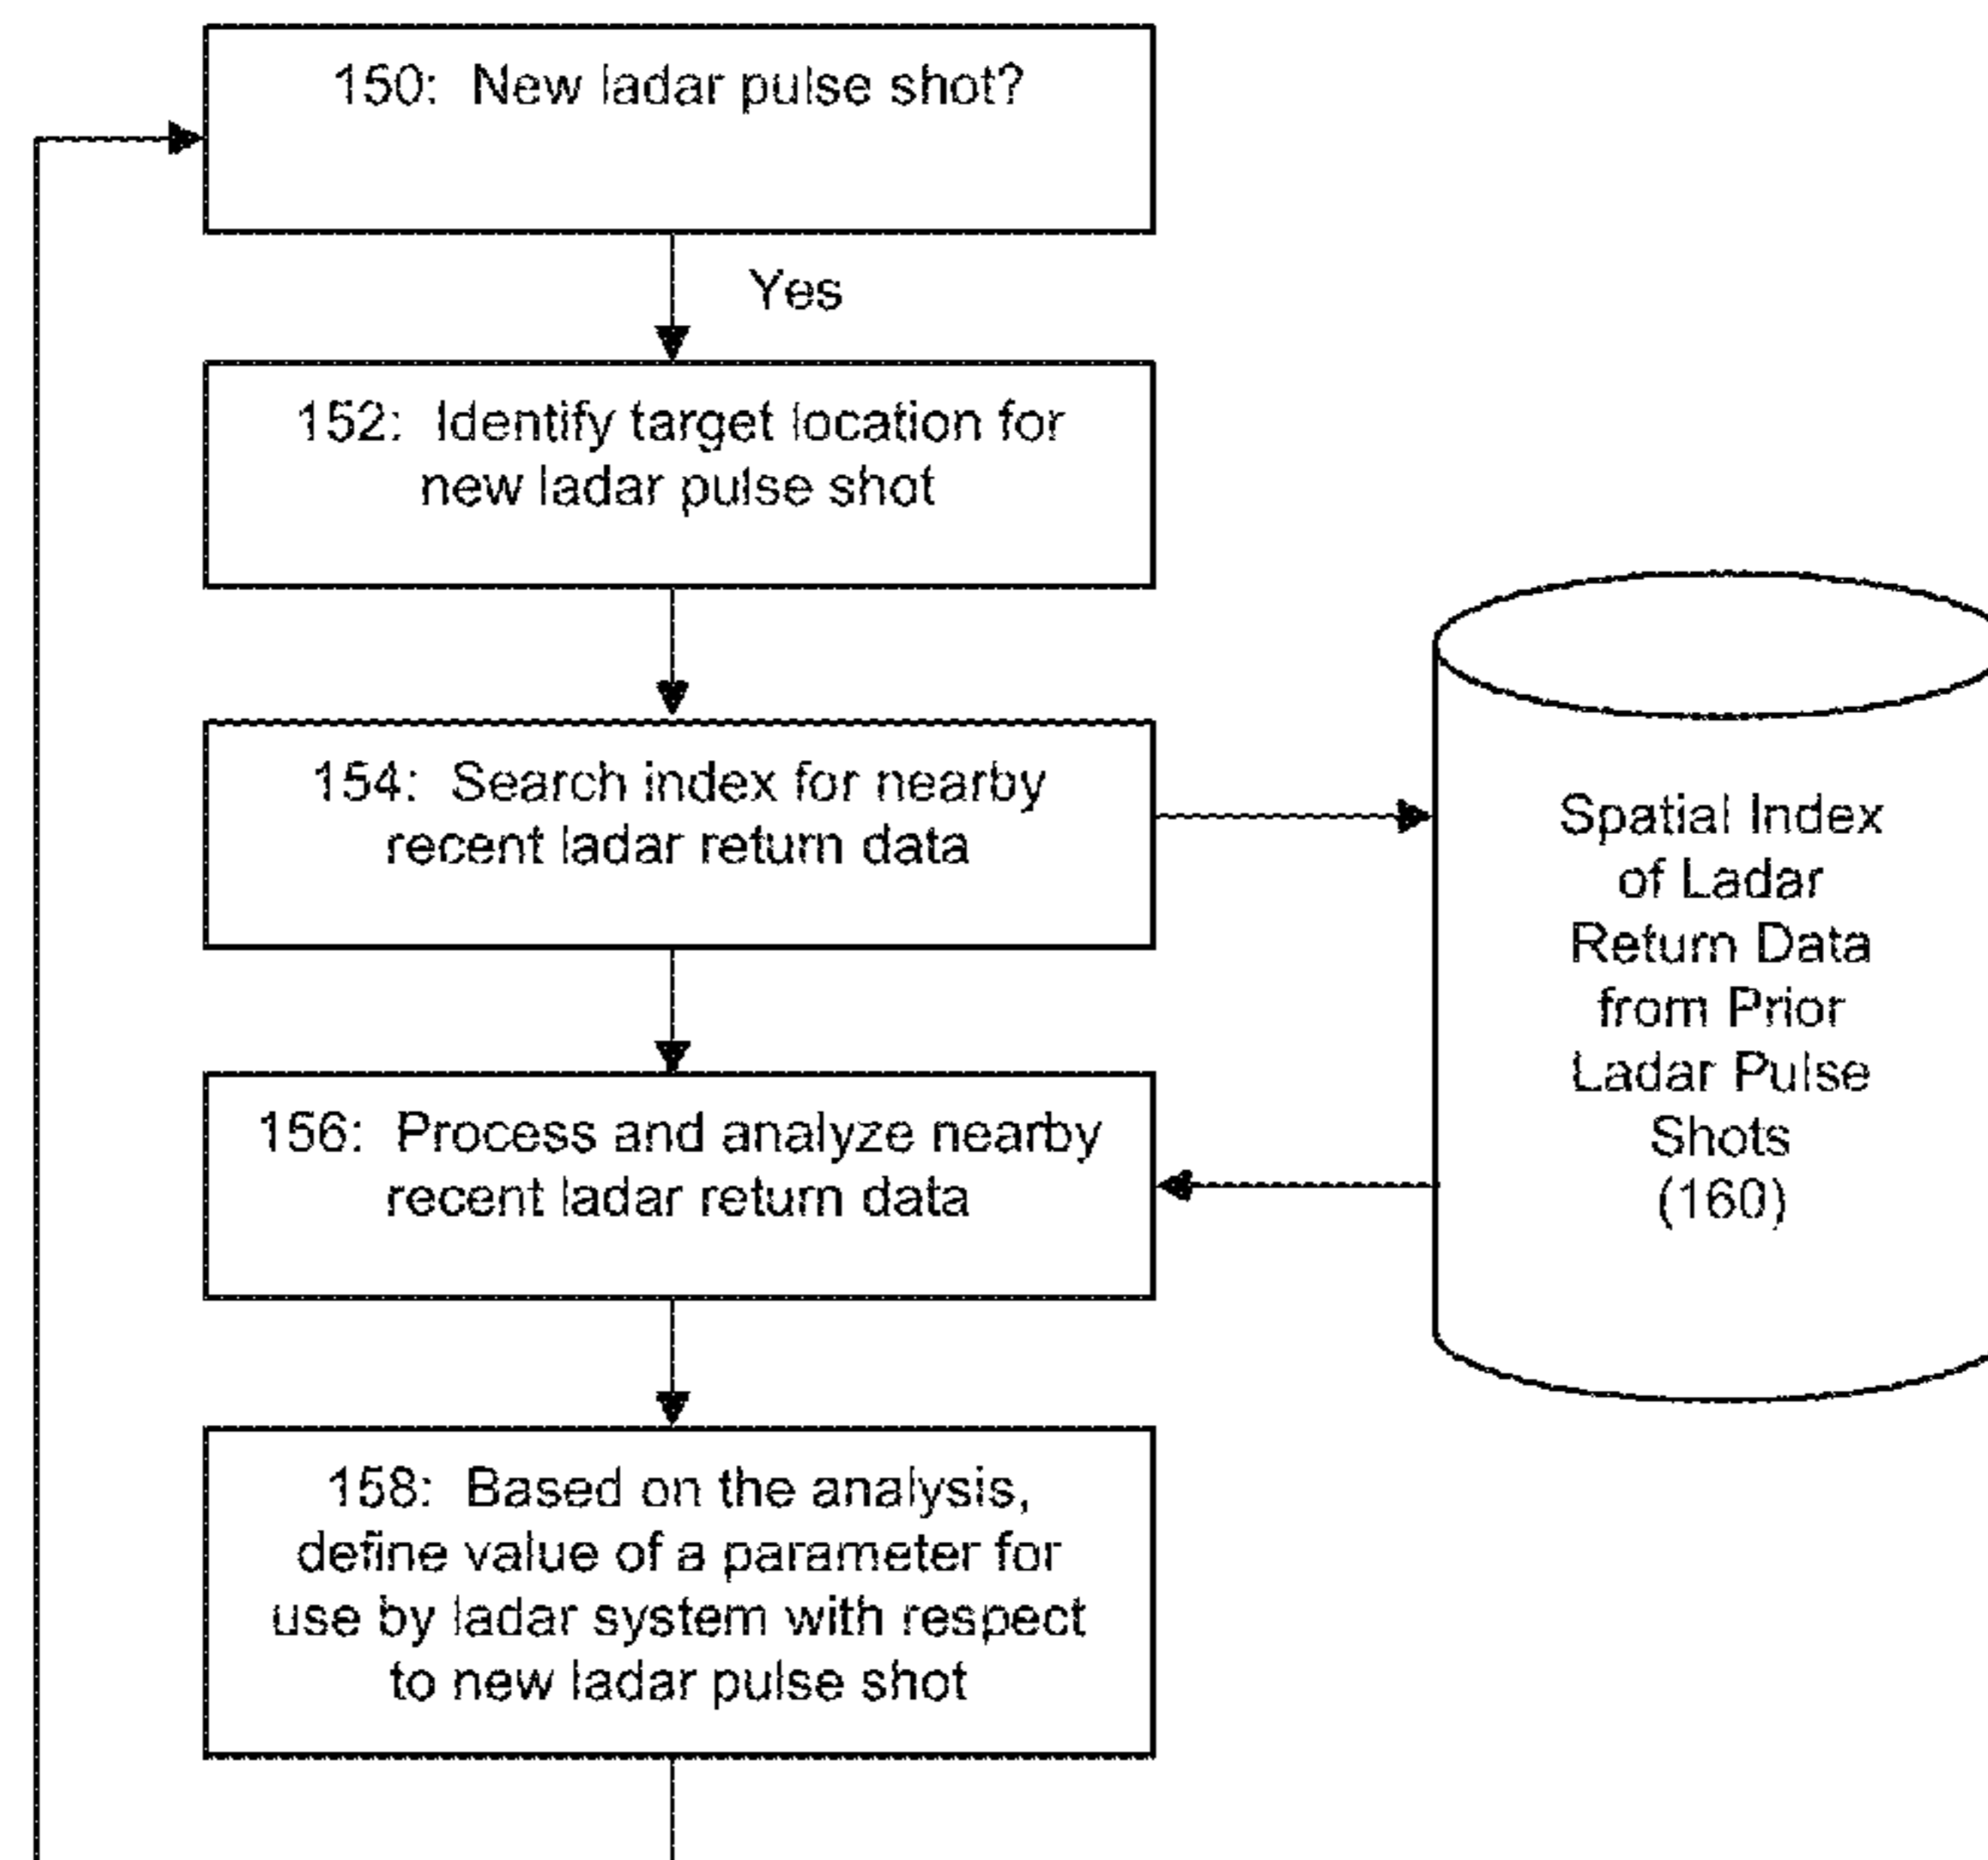 150: New ladar pulse shot?
Yes
152: Identify target location for
new ladar pulse shot
154: Search index for nearby
recent ladar return data
156: Process and analyze nearby
recent ladar return data
158: Based on the analysis,
define value of a parameter for
use by ladar system with respect
to new ladar pulse shot
Spatial Index
of Ladar
Return Data
from Prior
Ladar Pulse
Shots
(160)